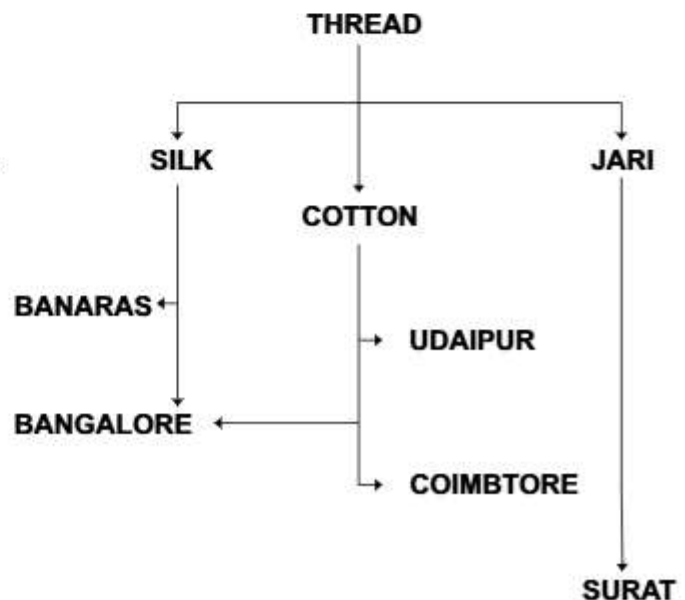 THREAD
SILK
JARI
COTTON
BANARAS
UDAIPUR
BANGALORE
COIMBTORE
SURAT